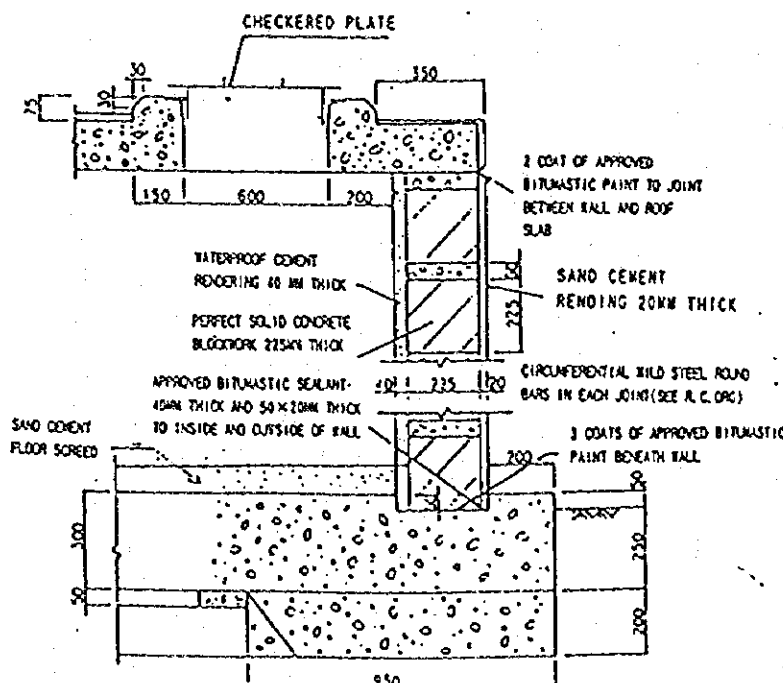 CHECKERED PLATE
30
30
25
350
150
600
200
2 COAT OF APPROVED
BITUMASTIC PAINT TO JOINT
BETWEEN WALL AND ROOF
SLAB
WATERPROOF CEMENT
RENDERING 40 MM THICK
50
225
SAND CEMENT
RENDING 20MM THICK
PERFECT SOLID CONCRETE
BLOCKWORK 225MM THICK
APPROVED BITUMASTIC SEALANT-
40MM THICK AND 50×20MM THICK
TO INSIDE AND OUTSIDE OF WALL
225
20
CIRCUNFERENTIAL MILD STEEL ROUND
BARS IN EACH JOINT(SEE R.C.DRG)
SAND CEMENT
FLOOR SCREED
3 COATS OF APPROVED BITUMASTIC
PAINT BENEATH WALL
200
50
300
250
50
200
950